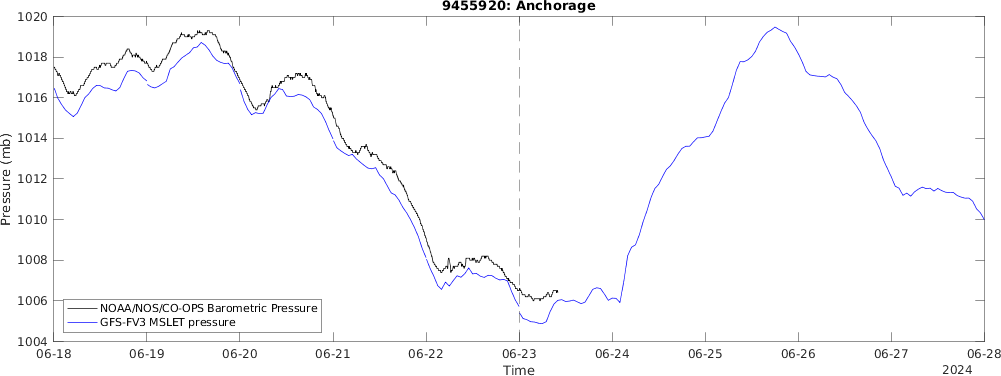 9455920: Anchorage
1020
1018
1016
1014
1012
1010
1008
1006
1004
Pressure (mb)
NOAA/NOS/CO-OPS Barometric Pressure
GFS-FV3 MSLET pressure
06-18 06-19 06-20 06-21 06-22 06-23 06-24 06-25 06-26 06-27 06-28
Time
2024